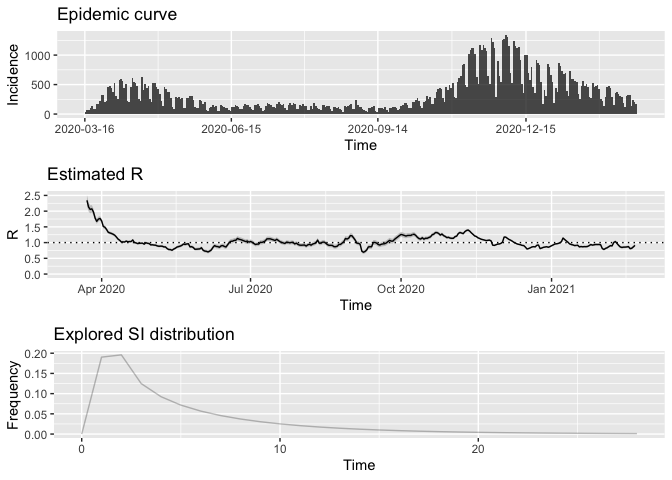 Epidemic curve
Incidence
1000
500
0
2020-03-16 2020-06-15 2020-09-14 2020-12-15
Time
Estimated R
R
2.5
2.0
1.5
1.0
0.5
0.0
Apr 2020 Jul 2020 Oct 2020 Jan 2021
Time
Explored SI distribution
Frequency
0.20
0.15
0.10
0.05
0.00
0 10 20
Time